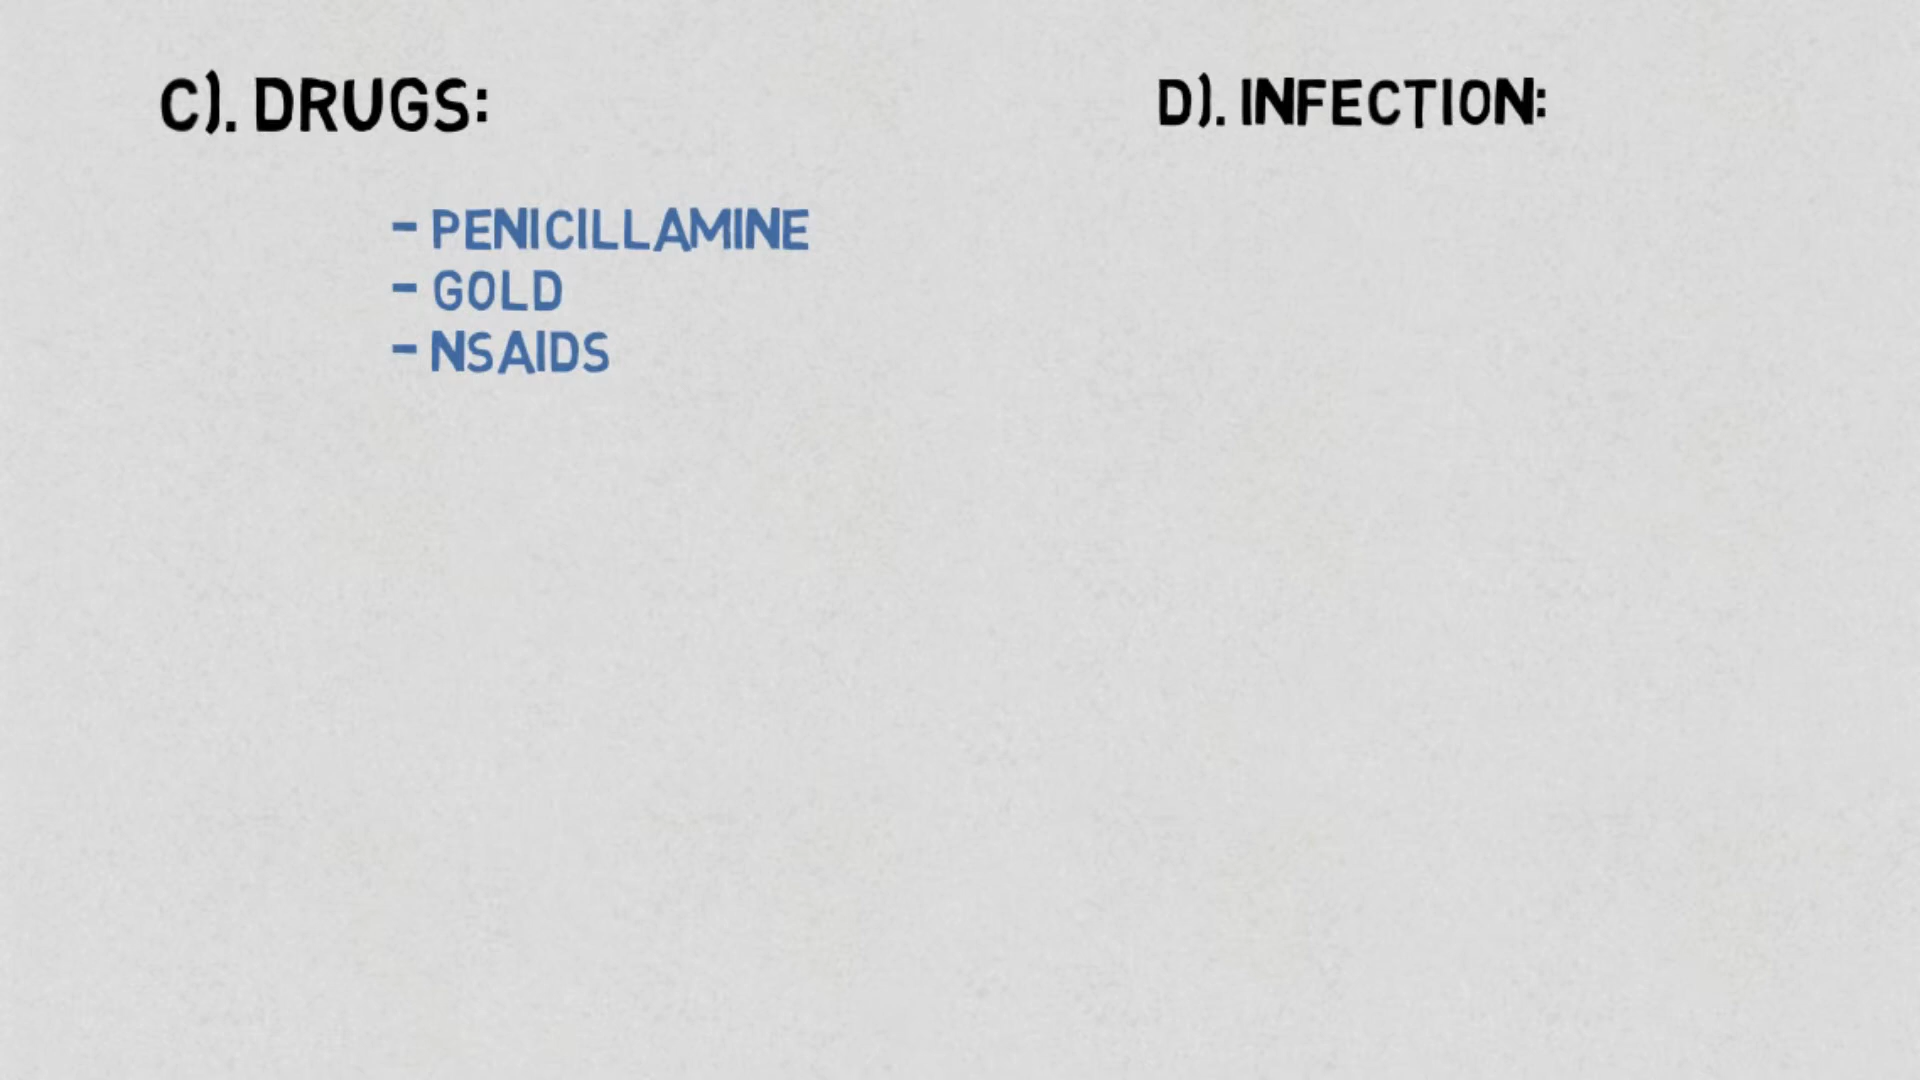 C). DRUGS:
- PENICILLAMINE
- GOLD
- NSAIDS
D). INFECTION: